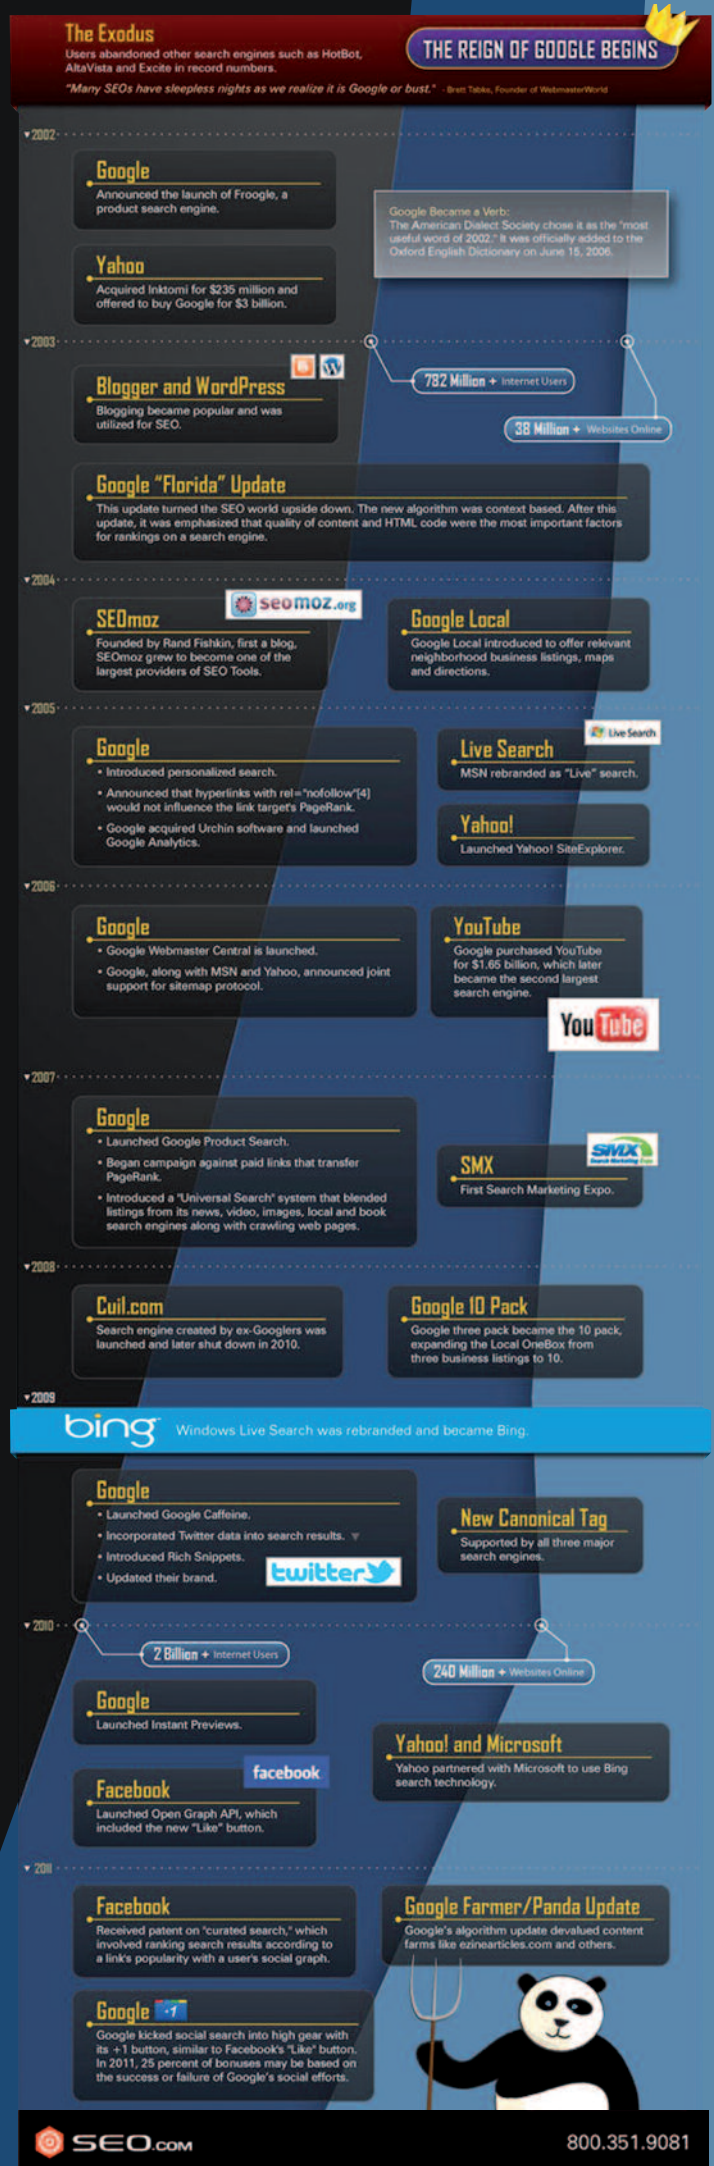 The Exodus
Users abandoned other search engines such as HotBot,
AltaVista and Excite in record numbers.
"Many SEOs have sleepless nights as we realize it is Google or bust." - Brett Tabke, Founder of WebmasterWorld
THE REIGN OF GOOGLE BEGINS
2002
Google
Announced the launch of Froogle, a
product search engine.
Google Became a Verb:
The American Dialect Society chose it as the "most
useful word of 2002." It was officially added to the
Oxford English Dictionary on June 15, 2006.
Yahoo
Acquired Inktomi for $235 million and
offered to buy Google for $3 billion.
2003
782 Million + Internet Users
38 Million + Websites Online
Blogger and WordPress
Blogging became popular and was
utilized for SEO.
Google "Florida" Update
This update turned the SEO world upside down. The new algorithm was context based. After this
update, it was emphasized that quality of content and HTML code were the most important factors
for rankings on a search engine.
2004
seomoz.org
SEOmoz
Founded by Rand Fishkin, first a blog,
SEOmoz grew to become one of the
largest providers of SEO Tools.
Google Local
Google Local introduced to offer relevant
neighborhood business listings, maps
and directions.
2005
Google
• Introduced personalized search.
• Announced that hyperlinks with rel="nofollow"[4]
would not influence the link target's PageRank.
• Google acquired Urchin software and launched
Google Analytics.
Live Search
Live Search
MSN rebranded as "Live" search.
Yahoo!
Launched Yahoo! SiteExplorer.
2006
Google
• Google Webmaster Central is launched.
• Google, along with MSN and Yahoo, announced joint
support for sitemap protocol.
YouTube
Google purchased YouTube
for $1.65 billion, which later
became the second largest
search engine.
YouTube
2007
Google
• Launched Google Product Search.
• Began campaign against paid links that transfer
PageRank.
• Introduced a "Universal Search" system that blended
listings from its news, video, images, local and book
search engines along with crawling web pages.
SMX
Search Marketing Expo
SMX
First Search Marketing Expo.
2008
Cuil.com
Search engine created by ex-Googlers was
launched and later shut down in 2010.
Google 10 Pack
Google three pack became the 10 pack,
expanding the Local OneBox from
three business listings to 10.
2009
bing Windows Live Search was rebranded and became Bing.
Google
• Launched Google Caffeine.
• Incorporated Twitter data into search results.
• Introduced Rich Snippets.
• Updated their brand.
twitter
New Canonical Tag
Supported by all three major
search engines.
2010
2 Billion + Internet Users
240 Million + Websites Online
Google
Launched Instant Previews.
Yahoo! and Microsoft
Yahoo partnered with Microsoft to use Bing
search technology.
facebook
Facebook
Launched Open Graph API, which
included the new "Like" button.
2011
Facebook
Received patent on "curated search," which
involved ranking search results according to
a link's popularity with a user's social graph.
Google Farmer/Panda Update
Google's algorithm update devalued content
farms like ezinearticles.com and others.
Google +1
Google kicked social search into high gear with
its +1 button, similar to Facebook's "Like" button.
In 2011, 25 percent of bonuses may be based on
the success or failure of Google's social efforts.
SEO.COM
800.351.9081